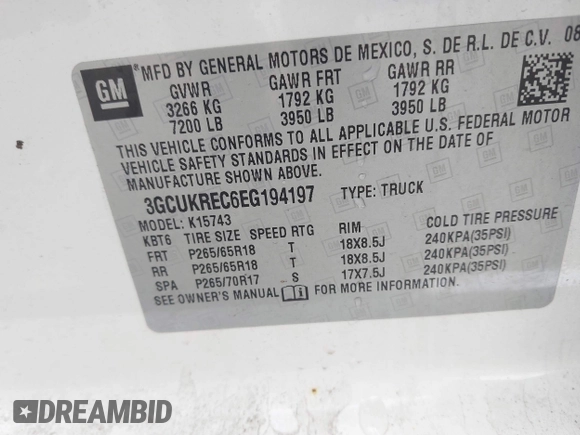 GM
*MFD BY GENERAL MOTORS DE MEXICO, S. DE R.L. DE C.V. 08
GVWR GAWR FRT GAWR RR
3266 KG 1792 KG 1792 KG
7200 LB 3950 LB 3950 LB
THIS VEHICLE CONFORMS TO ALL APPLICABLE U.S. FEDERAL MOTOR
VEHICLE SAFETY STANDARDS IN EFFECT ON THE DATE OF
MANUFACTURE SHOWN ABOVE.
3GCUKREC6EG194197 TYPE: TRUCK
MODEL: K15743
KBT6 TIRE SIZE SPEED RTG RIM COLD TIRE PRESSURE
FRT P265/65R18 T 18X8.5J 240KPA(35PSI)
RR P265/65R18 T 18X8.5J 240KPA(35PSI)
SPA P265/70R17 S 17X7.5J 240KPA(35PSI)
SEE OWNER'S MANUAL FOR MORE INFORMATION.
DREAMBID